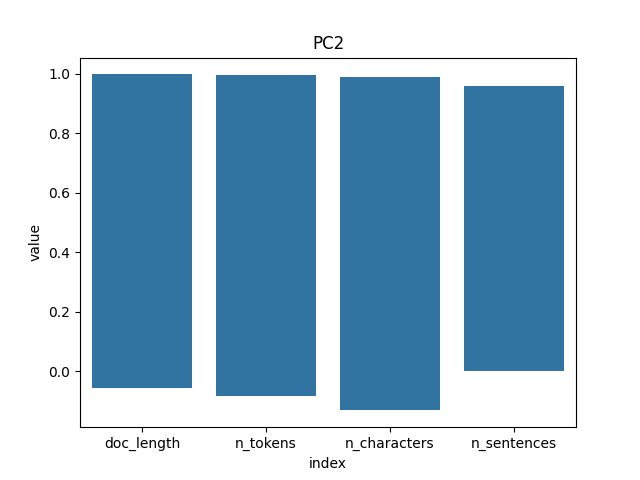 PC2
1.0
0.8
0.6
0.4
0.2
0.0
value
doc_length n_tokens n_characters n_sentences
index